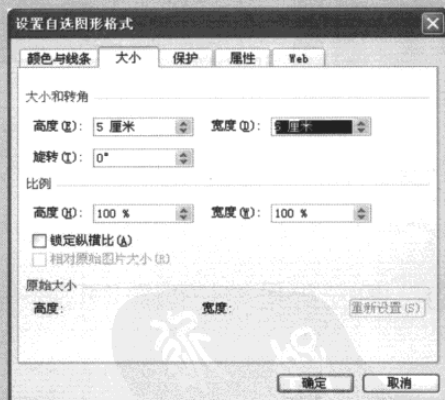 设置自选图形格式
颜色与线条 大小 保护 属性 Web
大小和转角
高度(E): 5 厘米 宽度(D): 5 厘米
旋转(T): 0°
比例
高度(H): 100 % 宽度(W): 100 %
锁定纵横比(A)
相对原始图片大小(R)
原始大小
高度: 宽度: 重新设置(S)
确定 取消